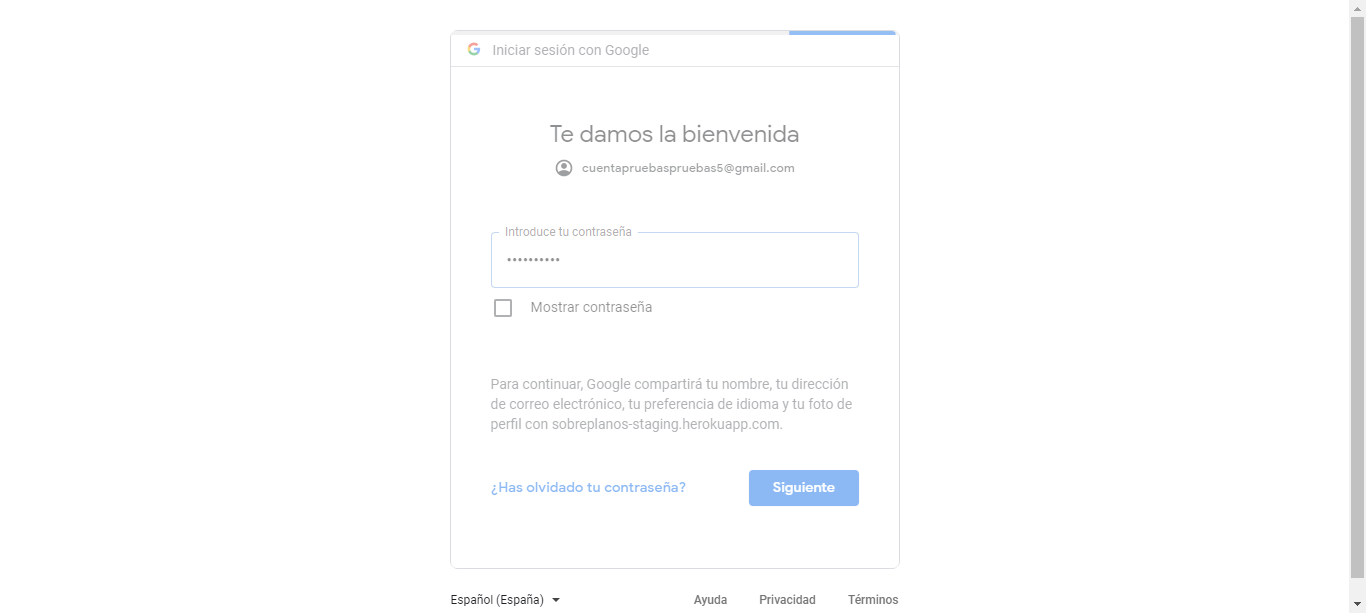 Iniciar sesión con Google
Te damos la bienvenida
cuentapruebaspruebas5@gmail.com
Introduce tu contraseña
••••••••••
Mostrar contraseña
Para continuar, Google compartirá tu nombre, tu dirección
de correo electrónico, tu preferencia de idioma y tu foto de
perfil con sobreplanos-staging.herokuapp.com.
¿Has olvidado tu contraseña? Siguiente
Español (España) Ayuda Privacidad Términos